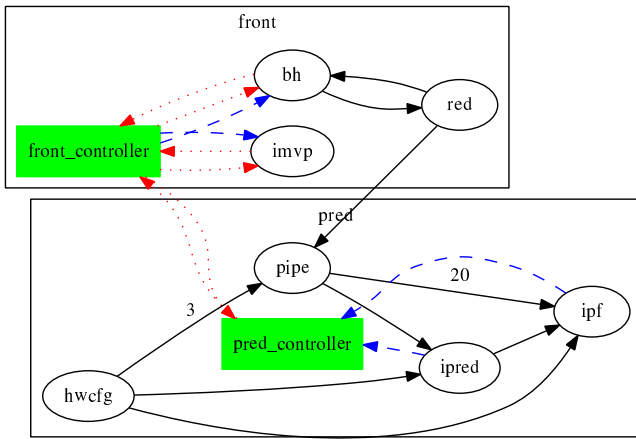 front
bh
red
front_controller
imvp
pred
pipe
20
3
ipf
pred_controller
ipred
hwcfg